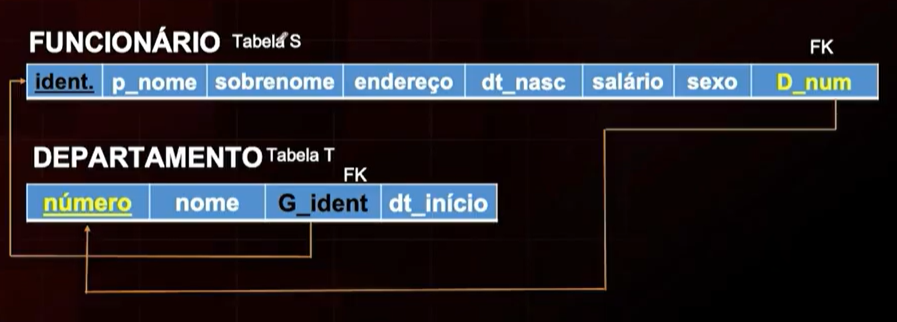 FUNCIONÁRIO Tabela S
FK
ident. p_nome sobrenome endereço dt_nasc salário sexo D_num
DEPARTAMENTO Tabela T
FK
número nome G_ident dt_início